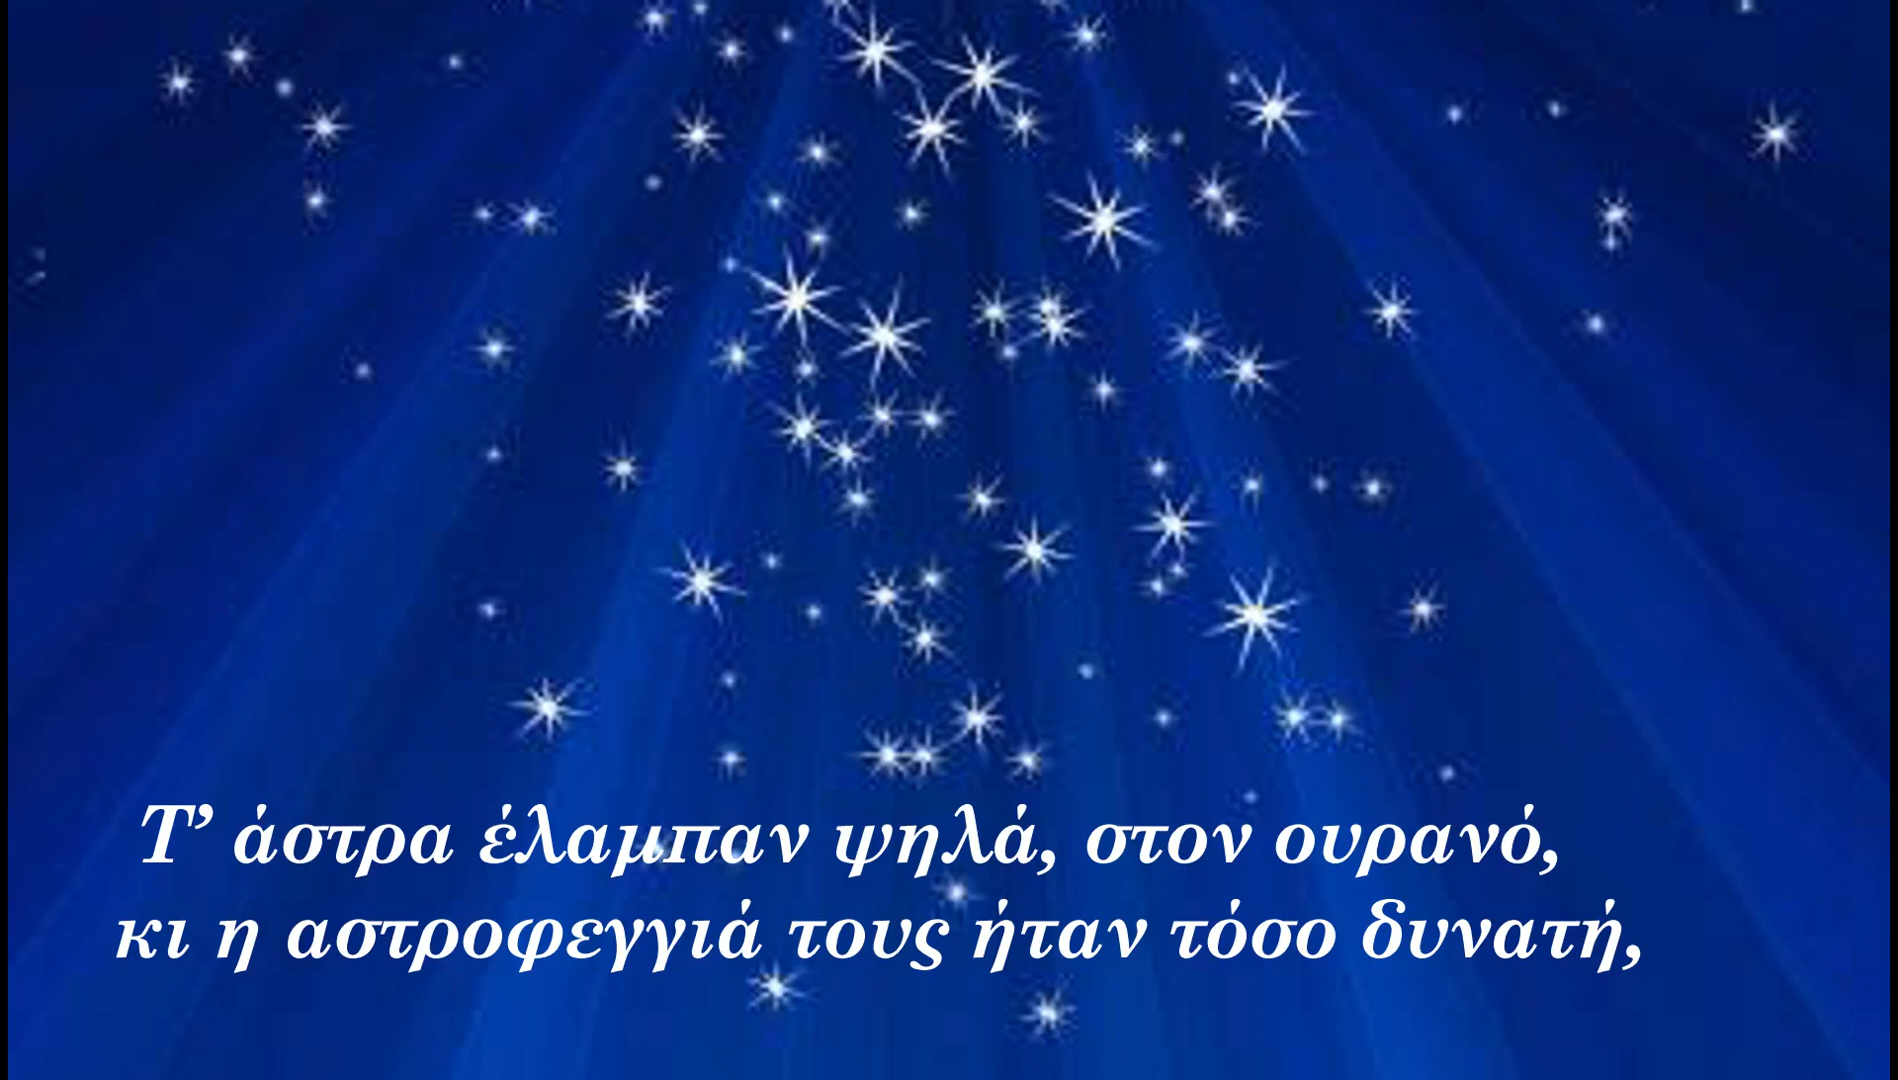 Τ’ άστρα έλαμπαν ψηλά, στον ουρανό,
κι η αστροφεγγιά τους ήταν τόσο δυνατή,